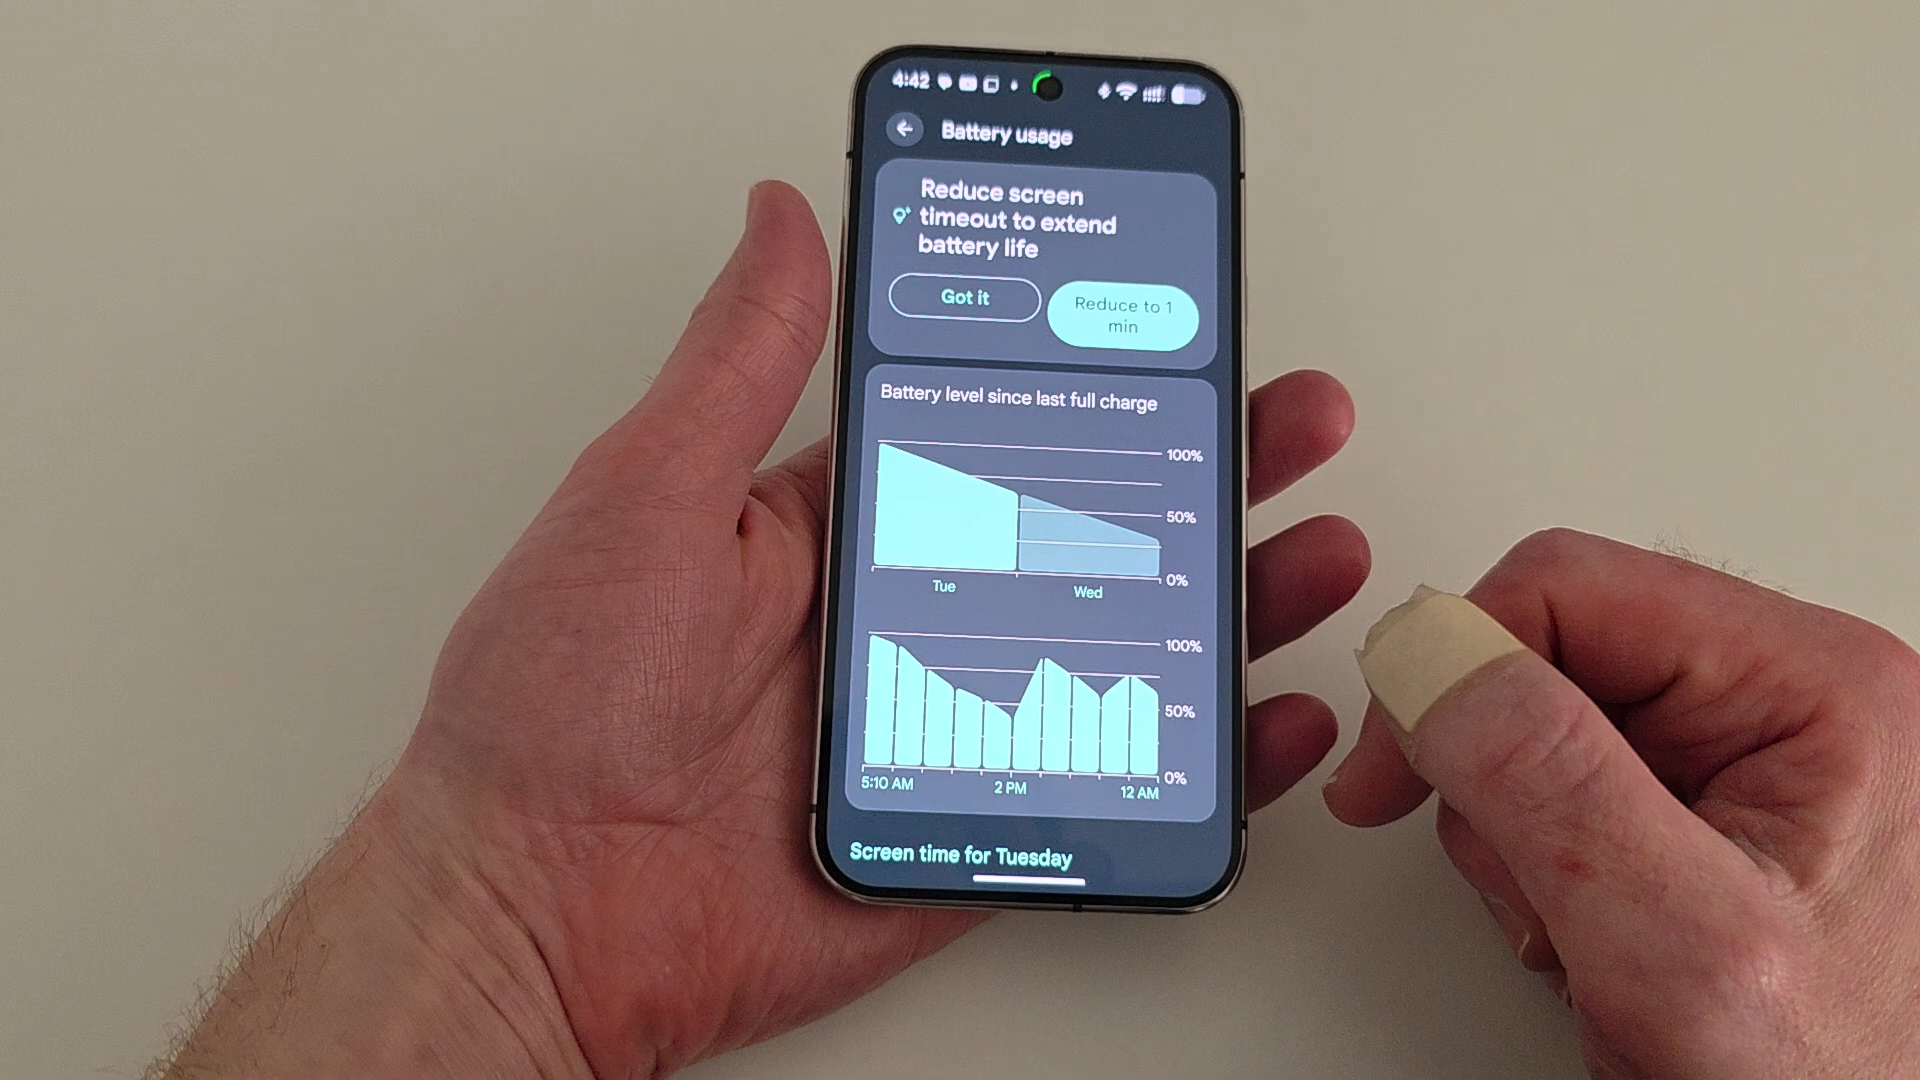 4:42
Battery usage
Reduce screen
timeout to extend
battery life
Got it
Reduce to 1
min
Battery level since last full charge
100%
50%
0%
Tue
Wed
100%
50%
0%
5:10 AM
2 PM
12 AM
Screen time for Tuesday